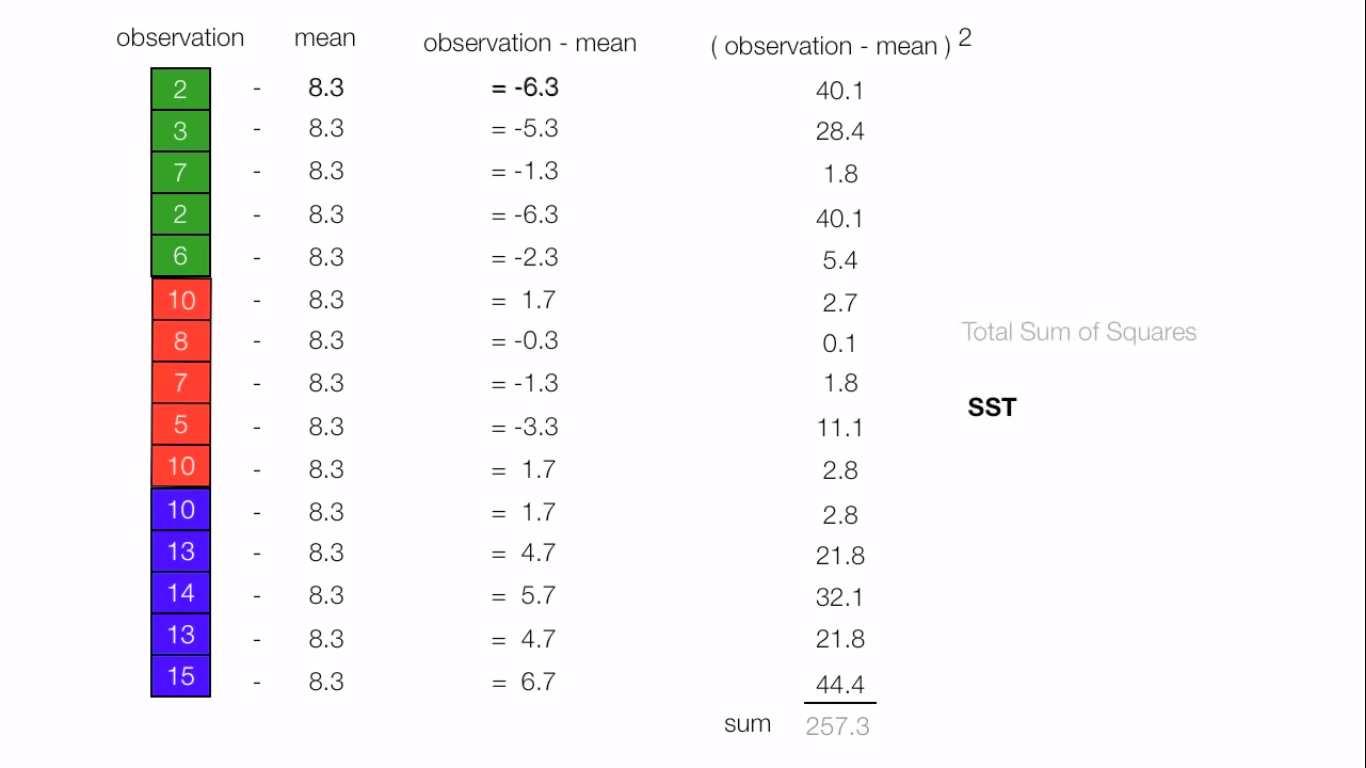 observation mean observation - mean ( observation - mean ) 2
2 - 8.3 = -6.3 40.1
3 - 8.3 = -5.3 28.4
7 - 8.3 = -1.3 1.8
2 - 8.3 = -6.3 40.1
6 - 8.3 = -2.3 5.4
10 - 8.3 = 1.7 2.7
8 - 8.3 = -0.3 0.1
Total Sum of Squares
7 - 8.3 = -1.3 1.8
SST
5 - 8.3 = -3.3 11.1
10 - 8.3 = 1.7 2.8
10 - 8.3 = 1.7 2.8
13 - 8.3 = 4.7 21.8
14 - 8.3 = 5.7 32.1
13 - 8.3 = 4.7 21.8
15 - 8.3 = 6.7 44.4
sum 257.3